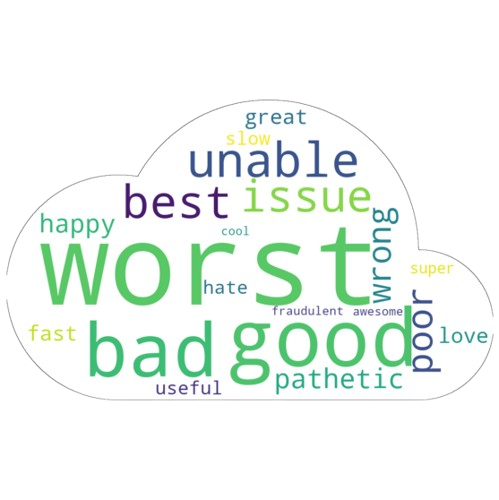 great
slow
unable
best
issue
happy
cool
wrong
worst
super
hate
fraudulent
awesome
poor
fast
bad
good
love
useful
pathetic